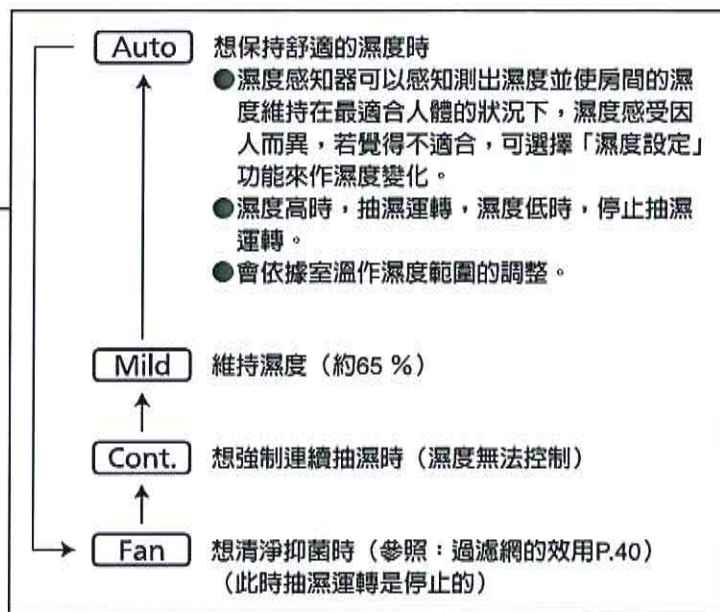 Auto 想保持舒適的濕度時
●濕度感知器可以感知測出濕度並使房間的濕
度維持在最適合人體的狀況下，濕度感受因
人而異，若覺得不適合，可選擇「濕度設定」
功能來作濕度變化。
●濕度高時，抽濕運轉，濕度低時，停止抽濕
運轉。
●會依據室溫作濕度範圍的調整。
Mild 維持濕度（約65 %）
Cont. 想強制連續抽濕時（濕度無法控制）
Fan 想清淨抑菌時（參照：過濾網的效用P.40）
（此時抽濕運轉是停止的）